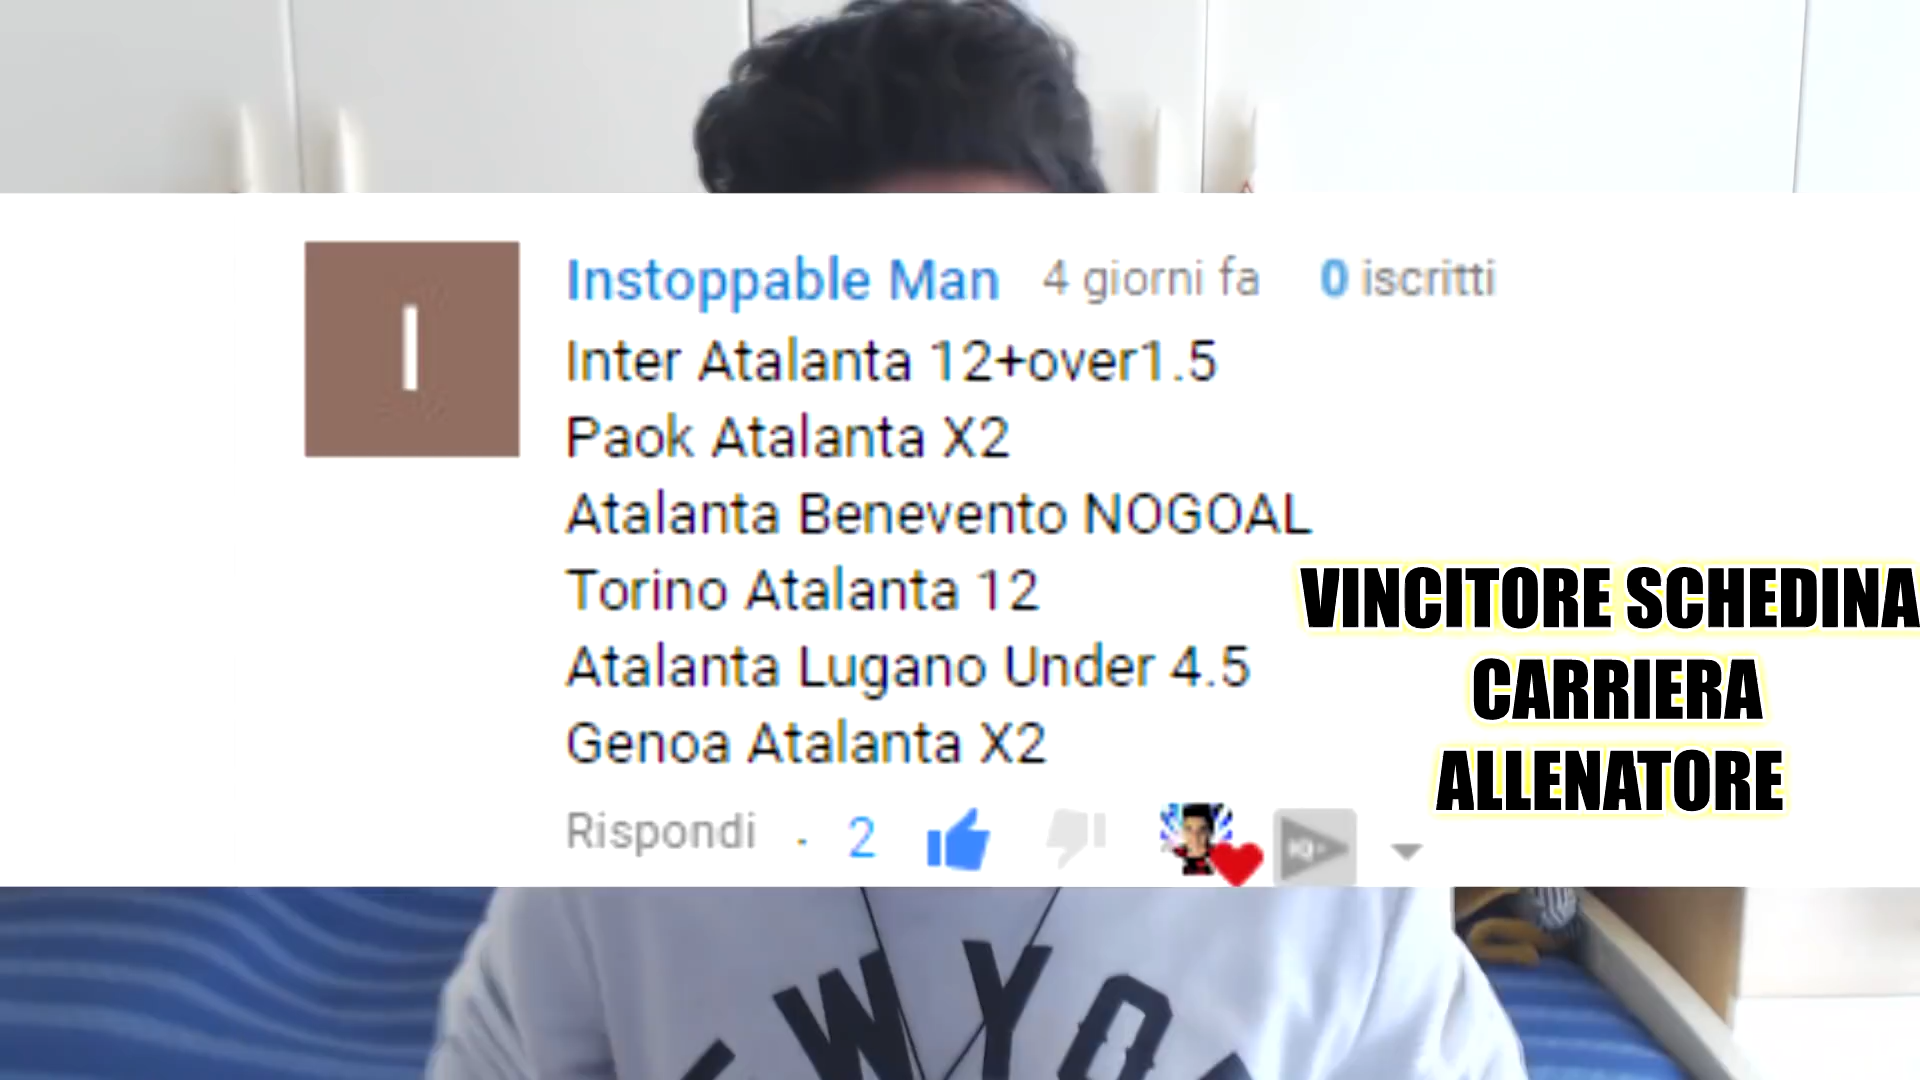 I
Instoppable Man 4 giorni fa 0 iscritti
Inter Atalanta 12+over1.5
Paok Atalanta X2
Atalanta Benevento NOGOAL
Torino Atalanta 12
Atalanta Lugano Under 4.5
Genoa Atalanta X2
Rispondi · 2
VINCITORE SCHEDINA
CARRIERA
ALLENATORE